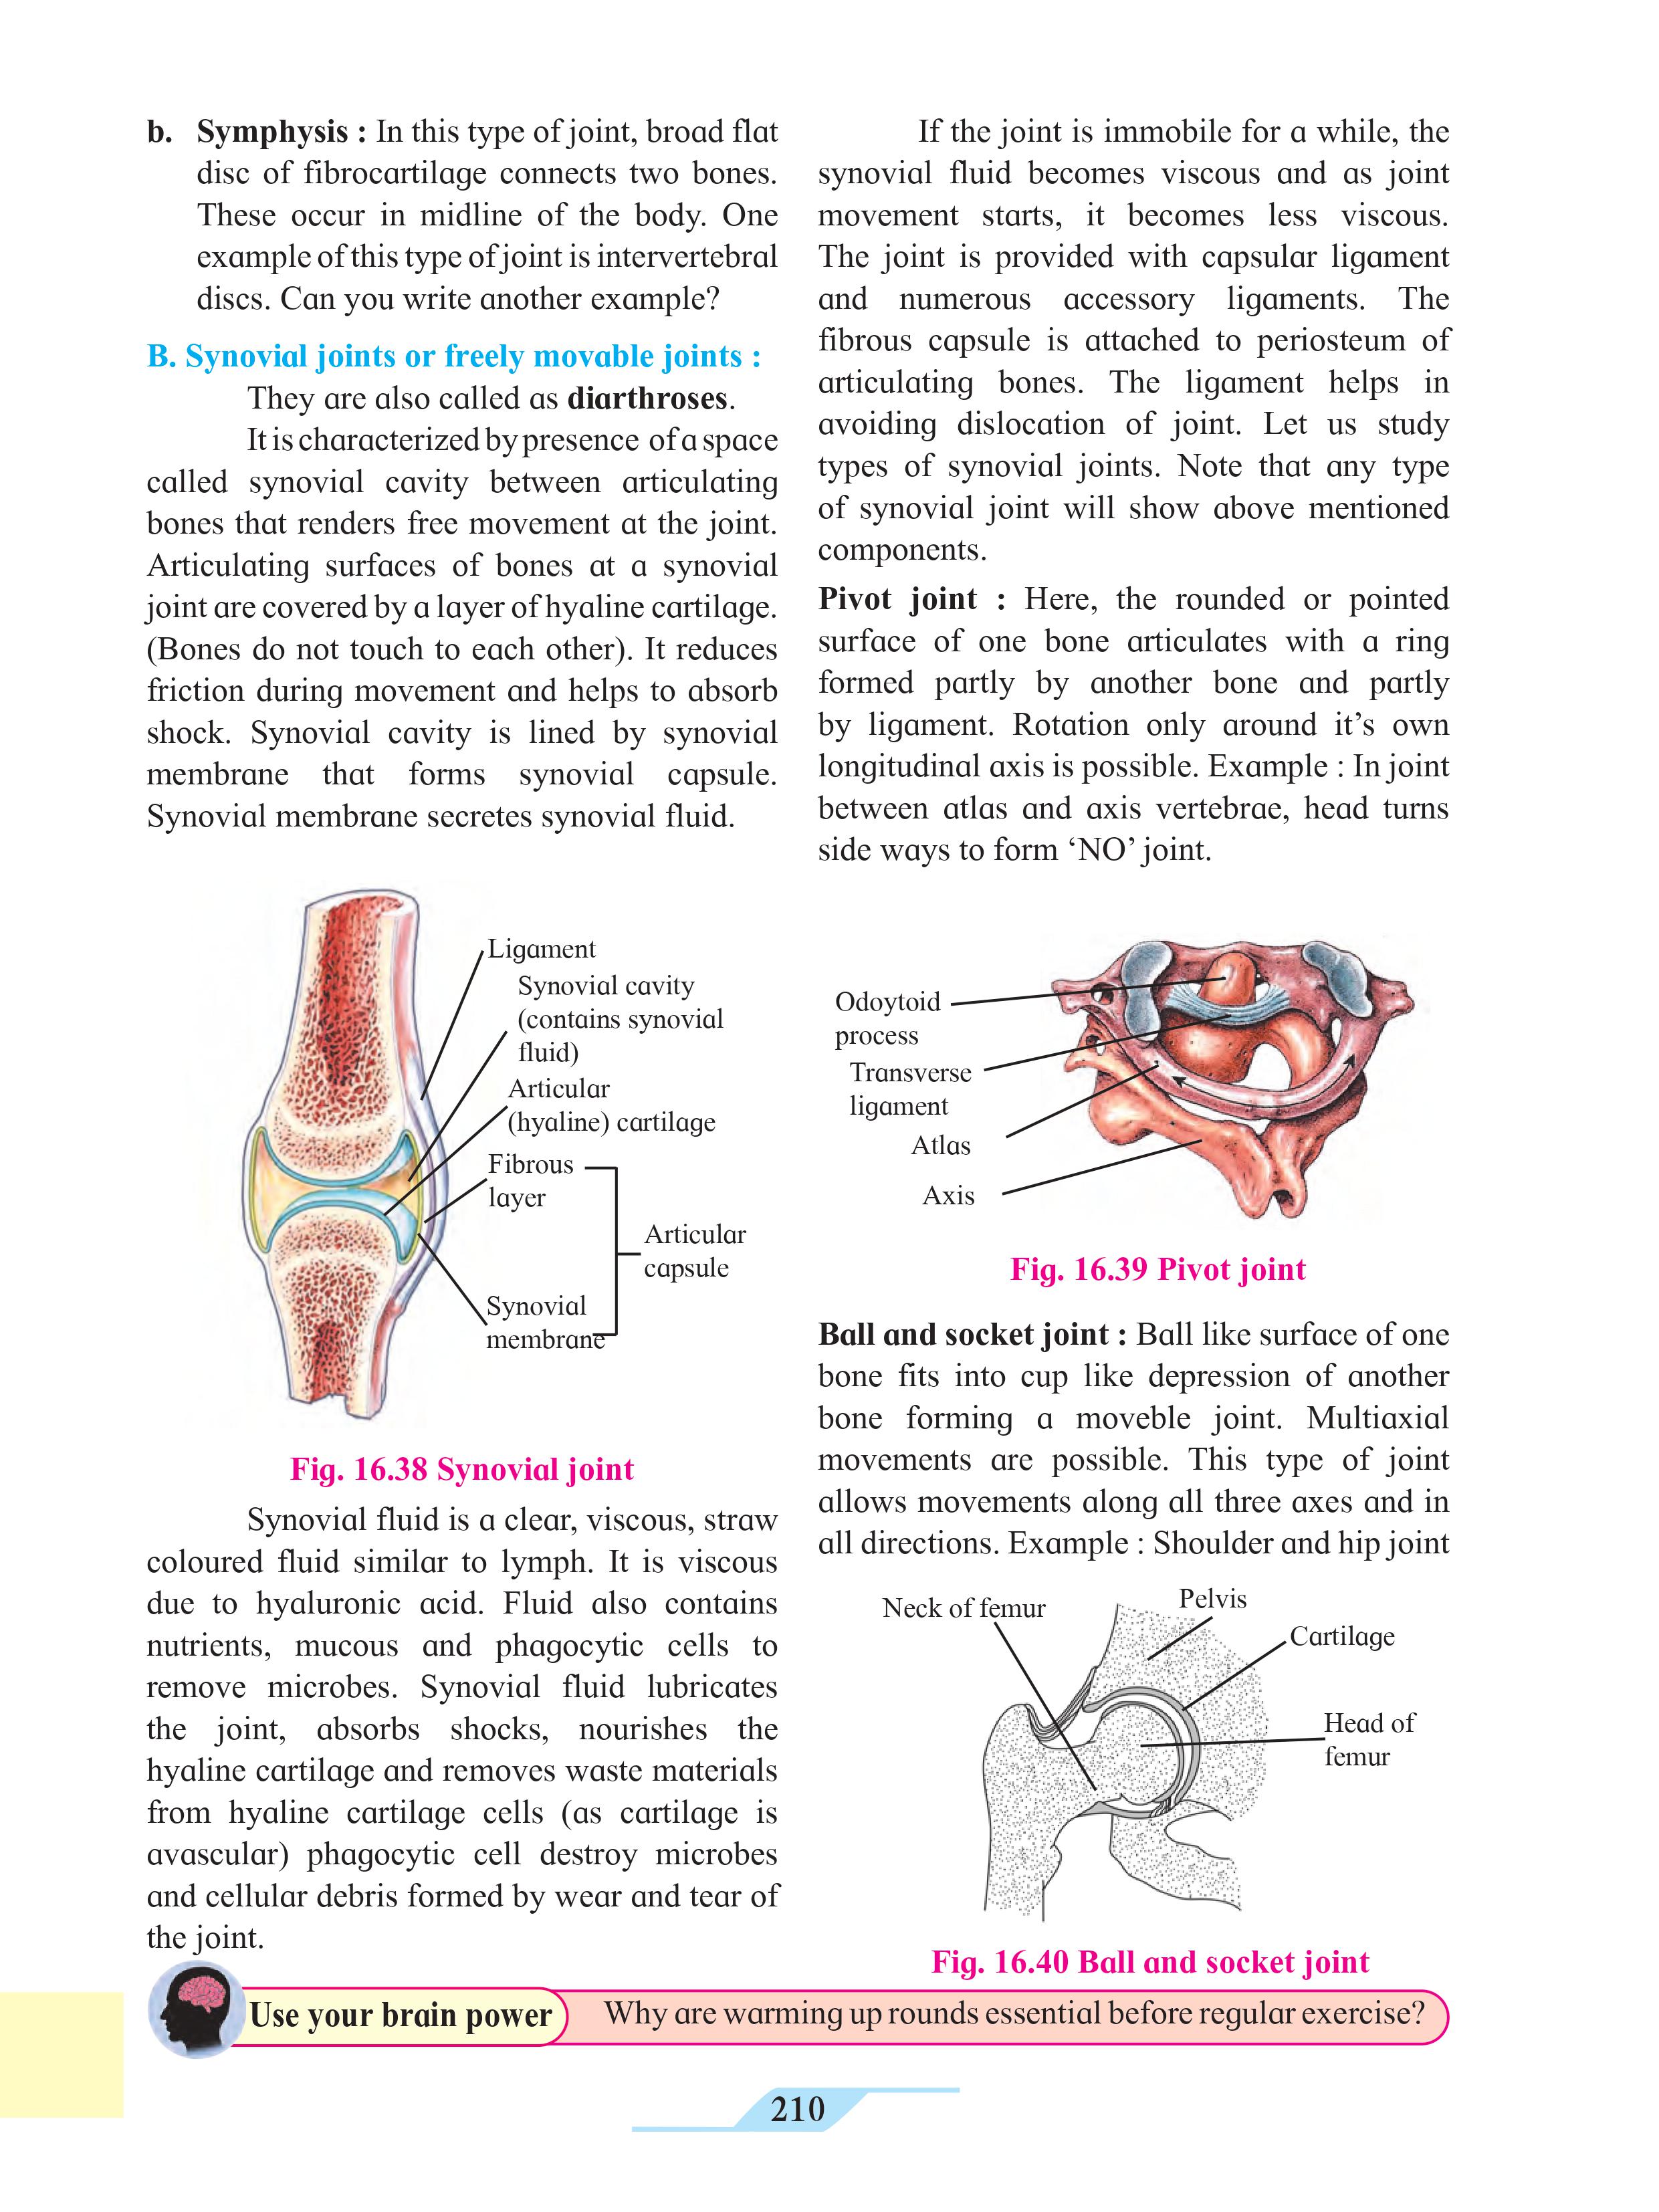 b. Symphysis : In this type of joint, broad flat
disc of fibrocartilage connects two bones.
These occur in midline of the body. One
example of this type of joint is intervertebral
discs. Can you write another example?
B. Synovial joints or freely movable joints :
They are also called as diarthroses.
It is characterized by presence of a space
called synovial cavity between articulating
bones that renders free movement at the joint.
Articulating surfaces of bones at a synovial
joint are covered by a layer of hyaline cartilage.
(Bones do not touch to each other). It reduces
friction during movement and helps to absorb
shock. Synovial cavity is lined by synovial
membrane that forms synovial capsule.
Synovial membrane secretes synovial fluid.
Ligament
Synovial cavity
(contains synovial
fluid)
Articular
(hyaline) cartilage
Fibrous
layer
Articular
capsule
Synovial
membrane
Fig. 16.38 Synovial joint
Synovial fluid is a clear, viscous, straw
coloured fluid similar to lymph. It is viscous
due to hyaluronic acid. Fluid also contains
nutrients, mucous and phagocytic cells to
remove microbes. Synovial fluid lubricates
the joint, absorbs shocks, nourishes the
hyaline cartilage and removes waste materials
from hyaline cartilage cells (as cartilage is
avascular) phagocytic cell destroy microbes
and cellular debris formed by wear and tear of
the joint.
If the joint is immobile for a while, the
synovial fluid becomes viscous and as joint
movement starts, it becomes less viscous.
The joint is provided with capsular ligament
and numerous accessory ligaments. The
fibrous capsule is attached to periosteum of
articulating bones. The ligament helps in
avoiding dislocation of joint. Let us study
types of synovial joints. Note that any type
of synovial joint will show above mentioned
components.
Pivot joint : Here, the rounded or pointed
surface of one bone articulates with a ring
formed partly by another bone and partly
by ligament. Rotation only around it's own
longitudinal axis is possible. Example : In joint
between atlas and axis vertebrae, head turns
side ways to form 'NO' joint.
Odoytoid
process
Transverse
ligament
Atlas
Axis
Fig. 16.39 Pivot joint
Ball and socket joint : Ball like surface of one
bone fits into cup like depression of another
bone forming a moveble joint. Multiaxial
movements are possible. This type of joint
allows movements along all three axes and in
all directions. Example : Shoulder and hip joint
Neck of femur
Pelvis
Cartilage
Head of
femur
Fig. 16.40 Ball and socket joint
Use your brain power
Why are warming up rounds essential before regular exercise?
210